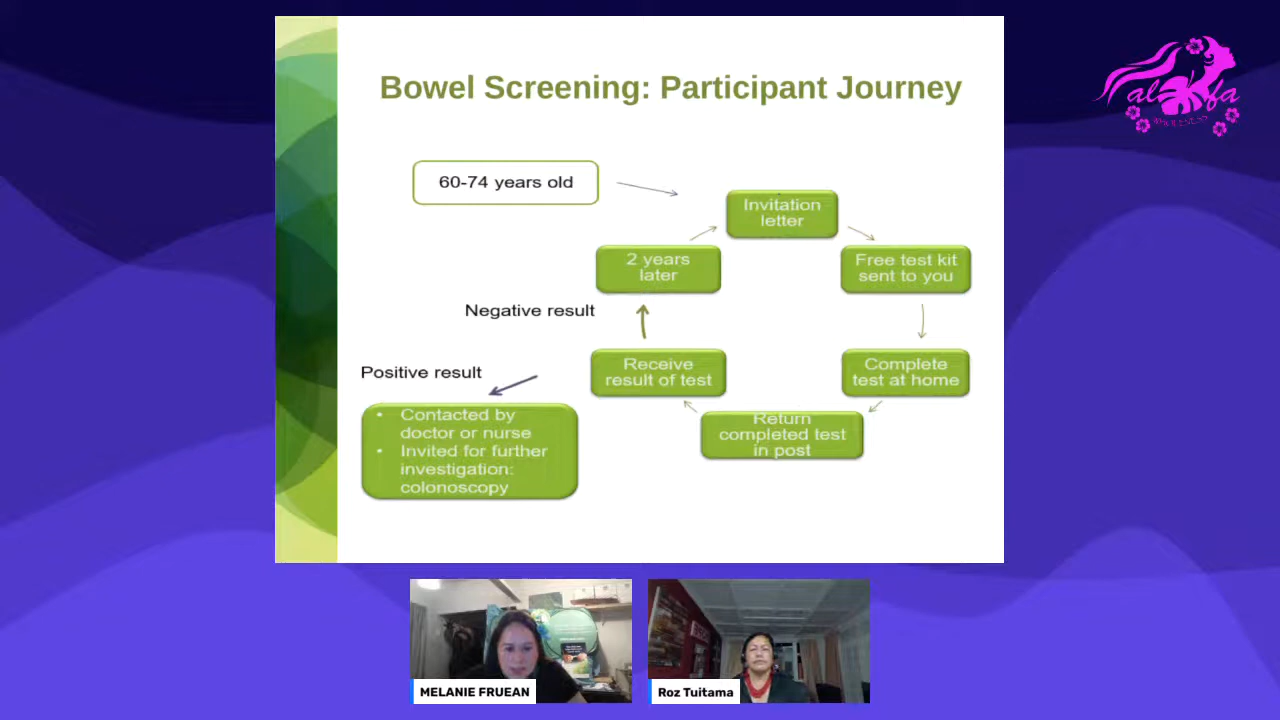 Bowel Screening: Participant Journey
60-74 years old
Invitation
letter
Free test kit
sent to you
Complete
test at home
Return
completed test
in post
Receive
result of test
Negative result
2 years
later
Positive result
• Contacted by
doctor or nurse
• Invited for further
investigation:
colonoscopy
alofa
MELANIE FRUEAN
Roz Tuitama